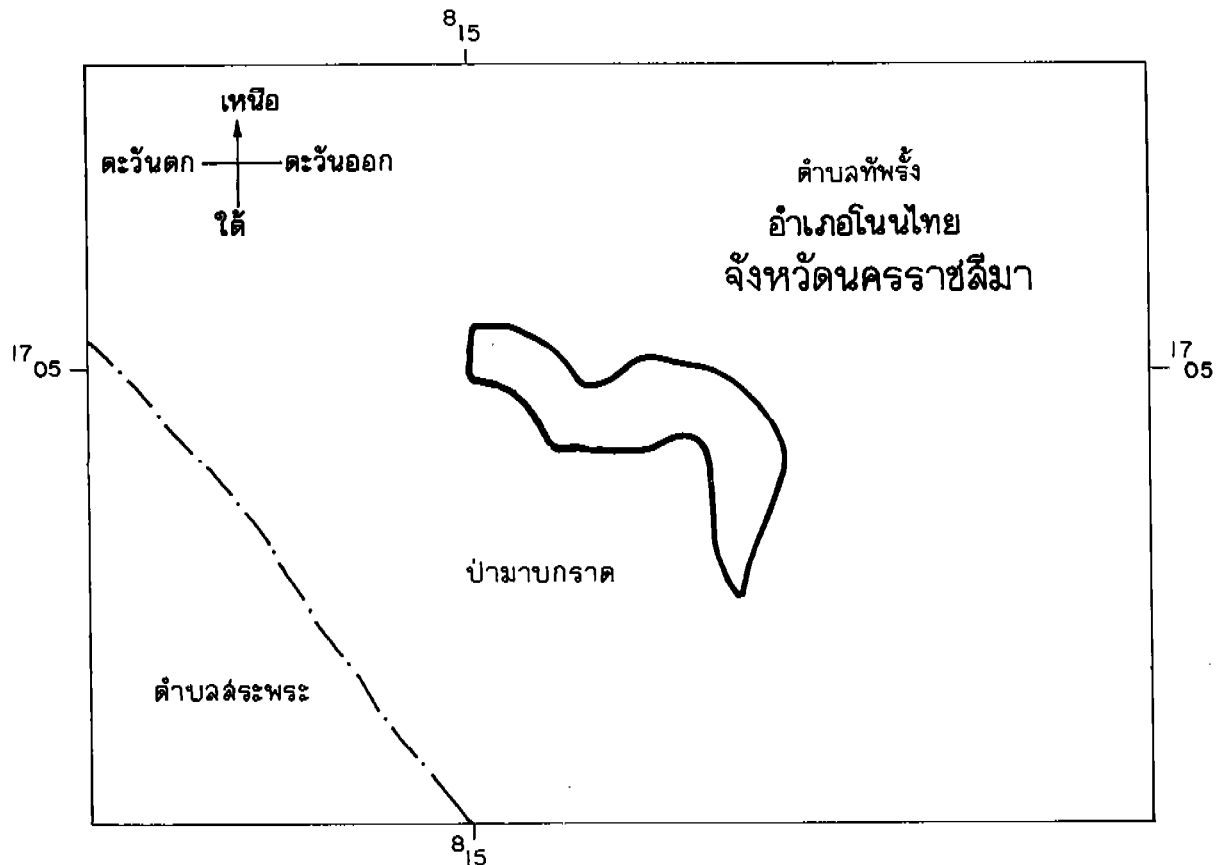 8 15
เหนือ
ตะวันตก ตะวันออก
ใต้
ตำบลทัพรั้ง
อำเภอโนนไทย
จังหวัดนครราชสีมา
17 05
17 05
ป่ามาบกราด
ตำบลสระพระ
8 15